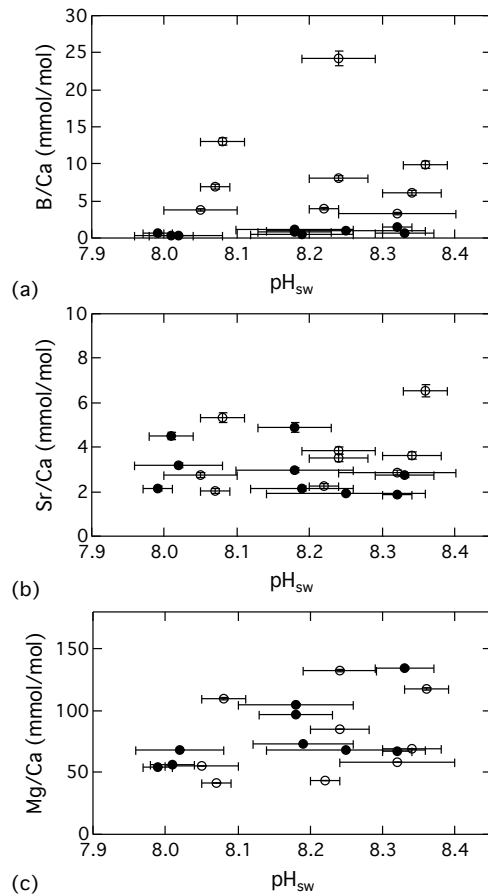 30
25
20
15
10
5
0
B/Ca (mmol/mol)
7.9 8.0 8.1 8.2 8.3 8.4
pHsw
(a)
10
8
6
4
2
0
Sr/Ca (mmol/mol)
7.9 8.0 8.1 8.2 8.3 8.4
pHsw
(b)
150
100
50
0
Mg/Ca (mmol/mol)
7.9 8.0 8.1 8.2 8.3 8.4
pHsw
(c)